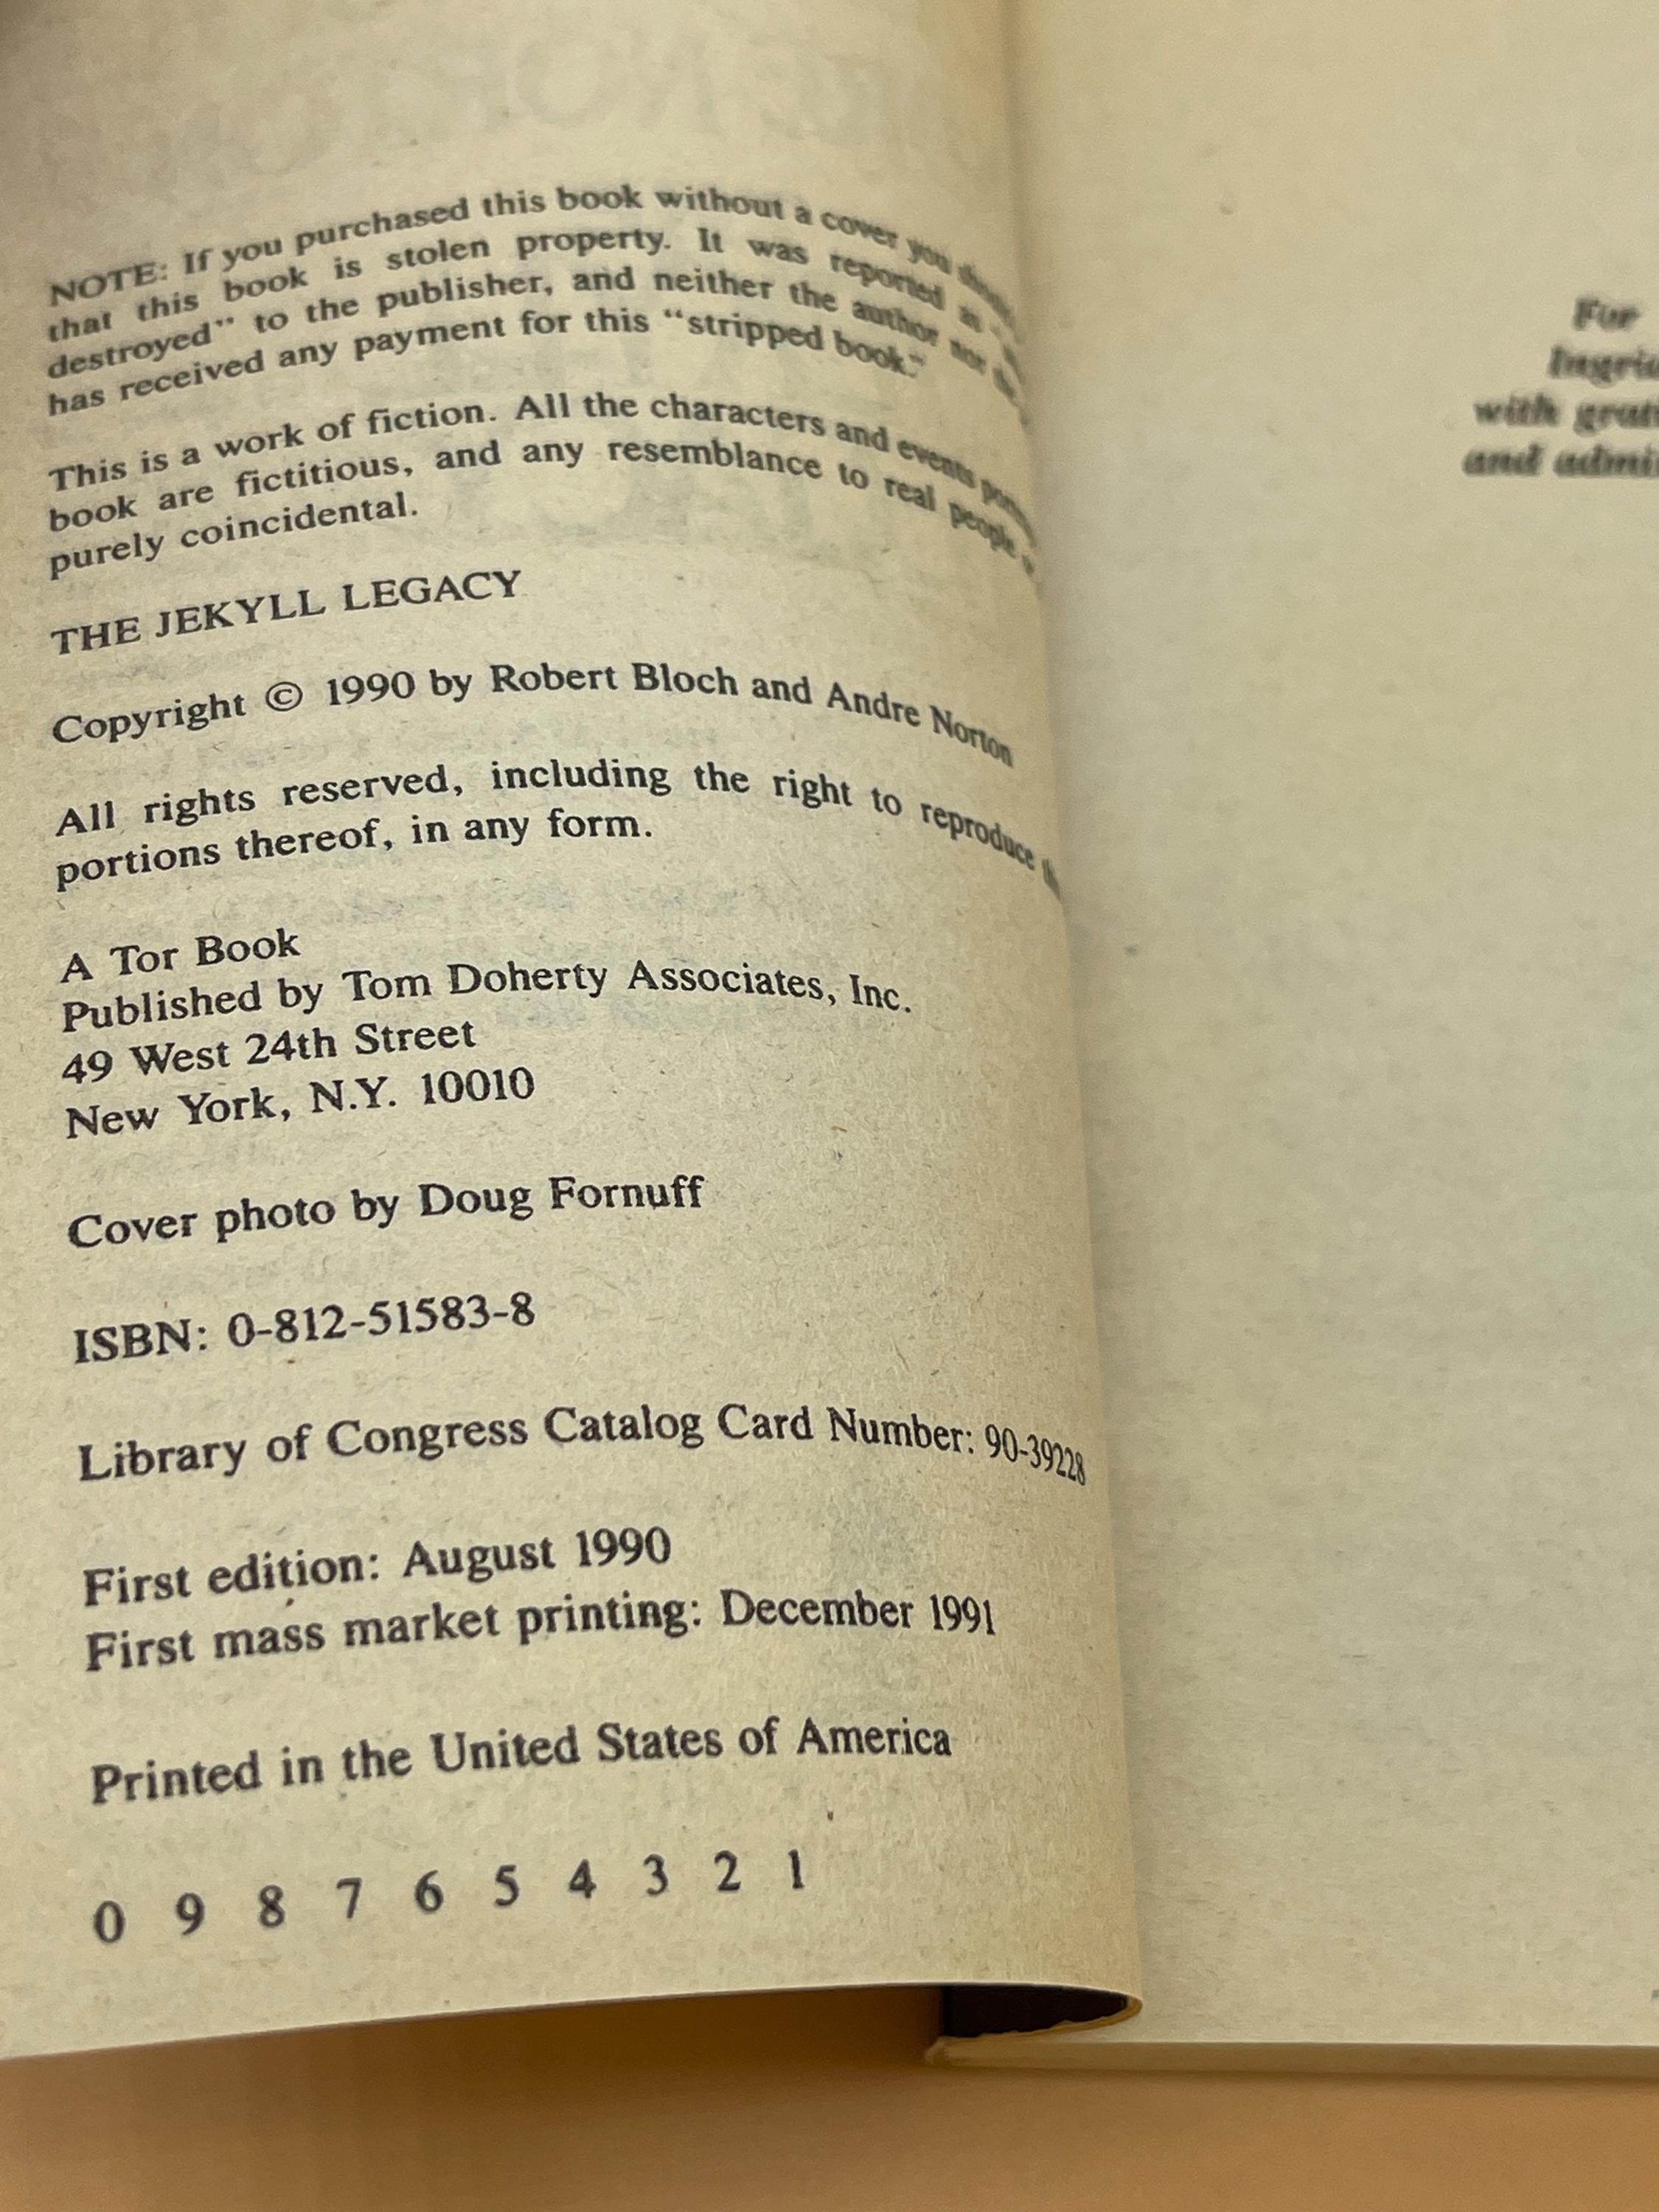 NOTE: If you purchased this book without a cover you should
that this book is stolen property. It was reported as
destroyed" to the publisher, and neither the author nor the
has received any payment for this "stripped book."
This is a work of fiction. All the characters and events
book are fictitious, and any resemblance to real people
purely coincidental.
THE JEKYLL LEGACY
Copyright © 1990 by Robert Bloch and Andre Norton
All rights reserved, including the right to reproduce
portions thereof, in any form.
A Tor Book
Published by Tom Doherty Associates, Inc.
49 West 24th Street
New York, N.Y. 10010
Cover photo by Doug Fornuff
ISBN: 0-812-51583-8
Library of Congress Catalog Card Number: 90-39228
First edition: August 1990
First mass market printing: December 1991
Printed in the United States of America
0 9 8 7 6 5 4 3 2 1
For
with
and